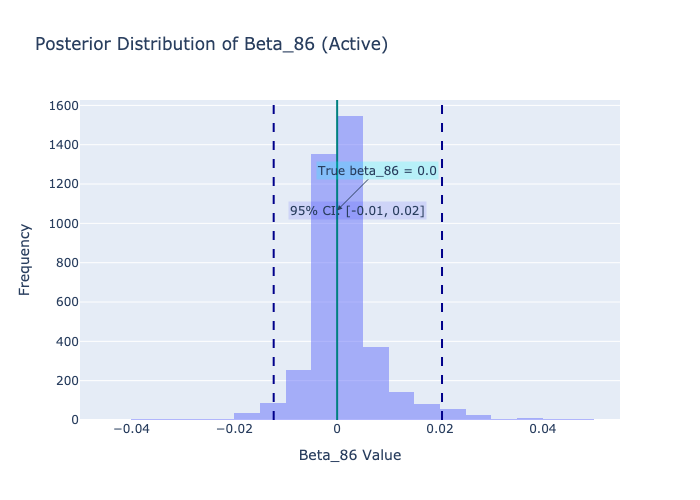 Posterior Distribution of Beta_86 (Active)
1600
1400
1200
1000
800
600
400
200
0
Frequency
True beta_86 = 0.0
95% CI: [-0.01, 0.02]
−0.04
−0.02
0
0.02
0.04
Beta_86 Value